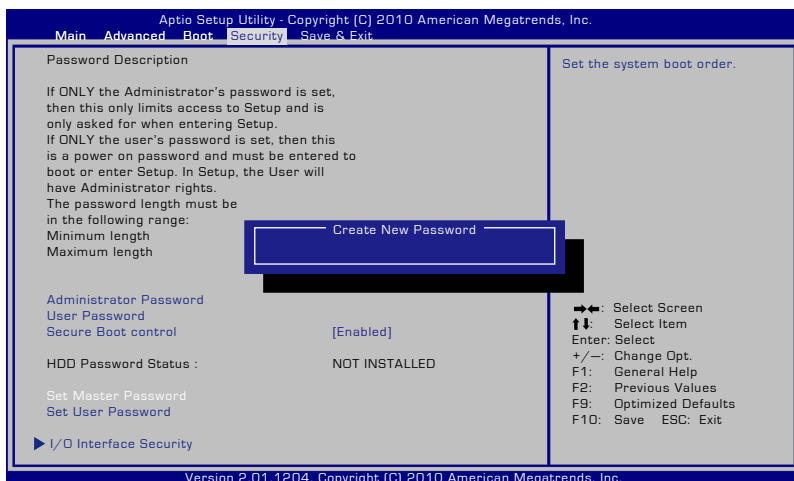 Aptio Setup Utility - Copyright (C) 2010 American Megatrends, Inc.
Main Advanced Boot Security Save & Exit
Password Description
If ONLY the Administrator's password is set,
then this only limits access to Setup and is
only asked for when entering Setup.
If ONLY the user's password is set, then this
is a power on password and must be entered to
boot or enter Setup. In Setup, the User will
have Administrator rights.
The password length must be
in the following range:
Minimum length
Maximum length
Create New Password
Administrator Password
User Password
Secure Boot control [Enabled]
HDD Password Status : NOT INSTALLED
Set Master Password
Set User Password
I/O Interface Security
Set the system boot order.
→←: Select Screen
↑↓: Select Item
Enter: Select
+/—: Change Opt.
F1: General Help
F2: Previous Values
F9: Optimized Defaults
F10: Save ESC: Exit
Version 2.01.1204. Copyright (C) 2010 American Megatrends, Inc.